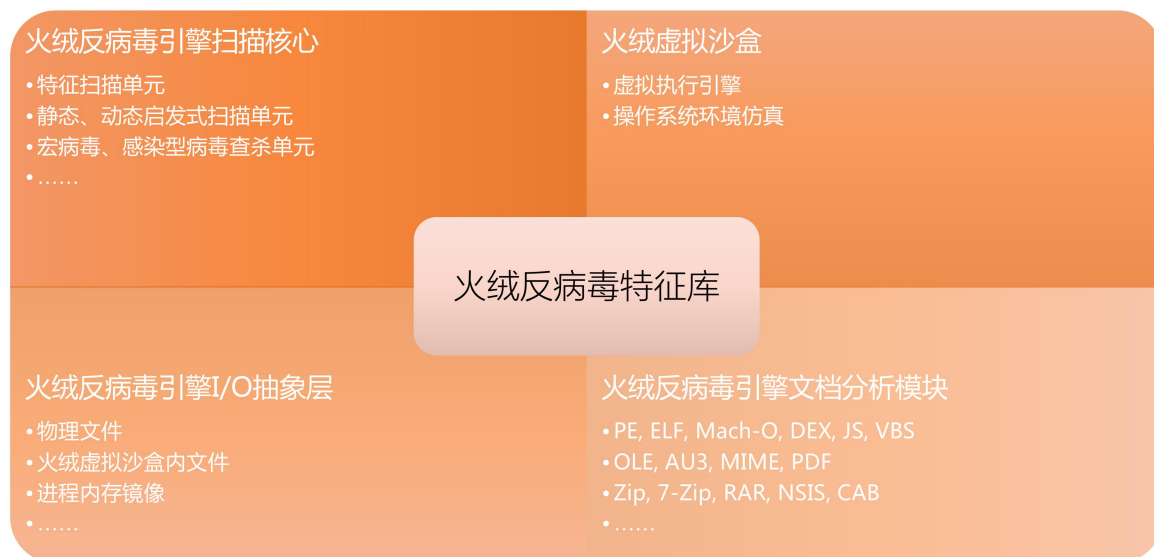 火绒反病毒引擎扫描核心
•特征扫描单元
•静态、动态启发式扫描单元
•宏病毒、感染型病毒查杀单元
•……
火绒虚拟沙盒
•虚拟执行引擎
•操作系统环境仿真
火绒反病毒特征库
火绒反病毒引擎I/O抽象层
•物理文件
•火绒虚拟沙盒内文件
•进程内存镜像
•……
火绒反病毒引擎文档分析模块
•PE, ELF, Mach-O, DEX, JS, VBS
•OLE, AU3, MIME, PDF
•Zip, 7-Zip, RAR, NSIS, CAB
•……